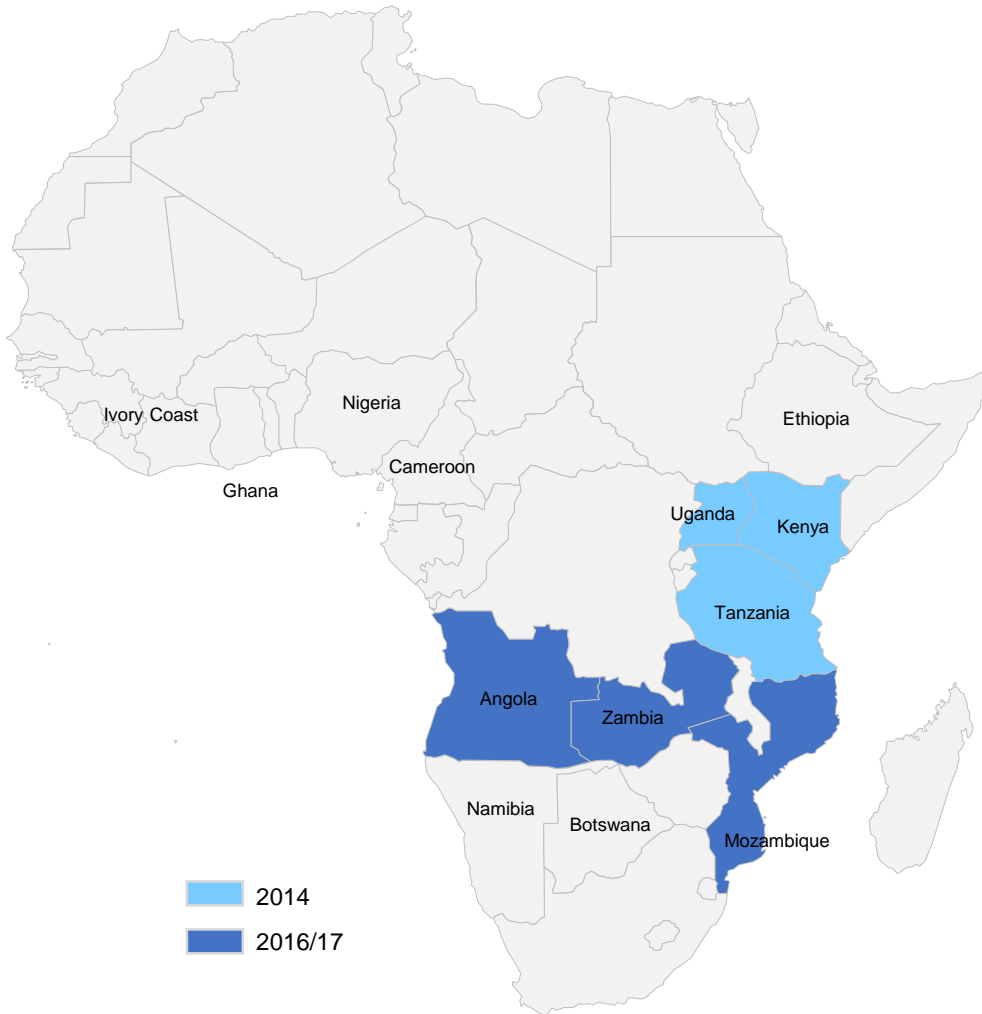 Nigeria
Ivory Coast
Ethiopia
Cameroon
Ghana
Uganda
Kenya
Tanzania
Angola
Zambia
Namibia
Botswana
Mozambique
2014
2016/17